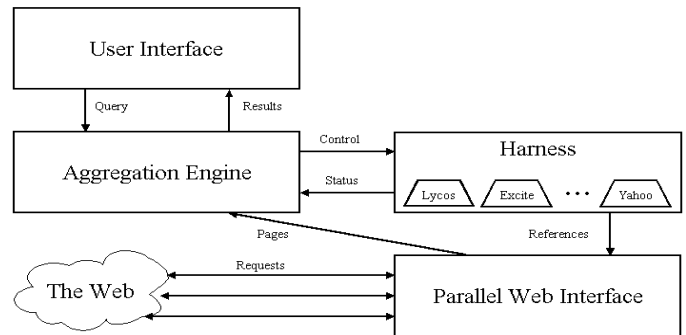 User Interface
Query
Results
Aggregation Engine
Control
Status
Harness
Lycos
Excite
...
Yahoo
Pages
References
Requests
The Web
Parallel Web Interface